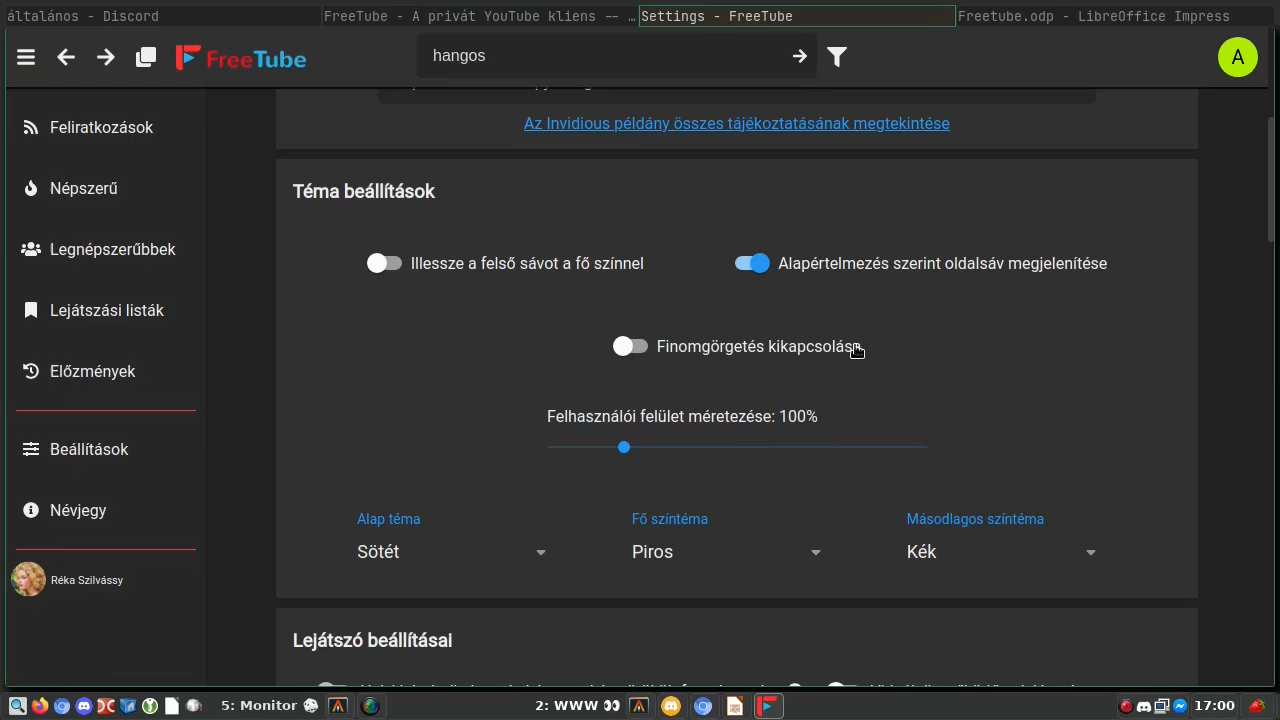 általános - Discord
FreeTube - A privát YouTube kliens -- …
Settings - FreeTube
Freetube.odp - LibreOffice Impress
FreeTube
hangos
A
Feliratkozások
Népszerű
Legnépszerűbbek
Lejátszási listák
Előzmények
Beállítások
Névjegy
Réka Szilvássy
Az Invidious példány összes tájékoztatásának megtekintése
Téma beállítások
Illessze a felső sávot a fő színnel
Alapértelmezés szerint oldalsáv megjelenítése
Finomgörgetés kikapcsolása
Felhasználói felület méretezése: 100%
Alap téma
Fő színtéma
Másodlagos színtéma
Sötét
Piros
Kék
Lejátszó beállításai
5: Monitor
2: WWW
17:00